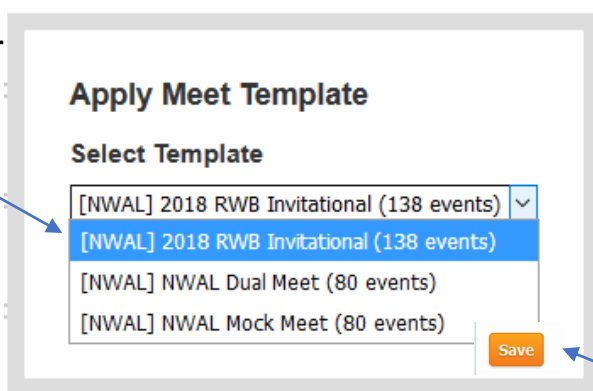 Apply Meet Template
Select Template
[NWAL] 2018 RWB Invitational (138 events)
[NWAL] 2018 RWB Invitational (138 events)
[NWAL] NWAL Dual Meet (80 events)
[NWAL] NWAL Mock Meet (80 events)
Save